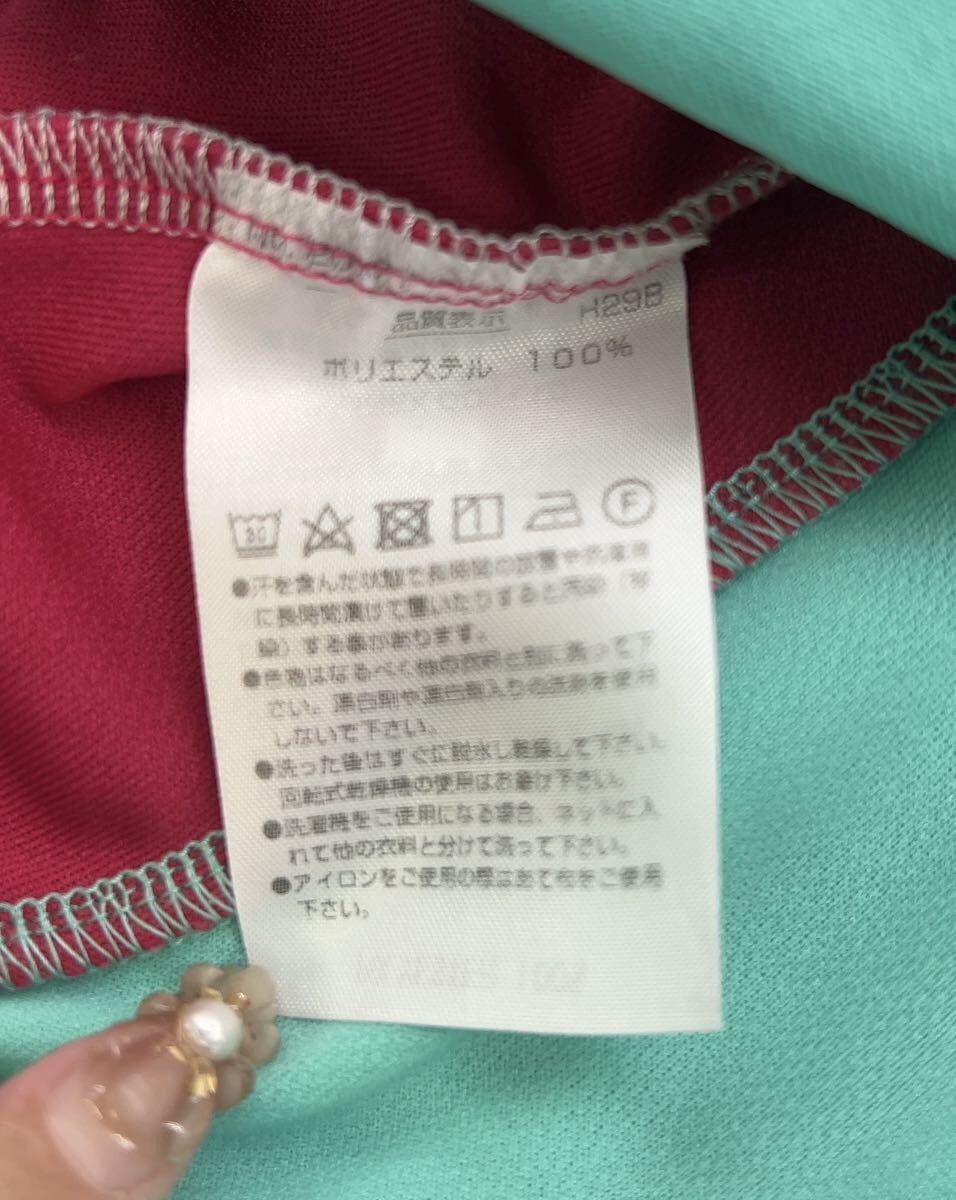 品質表示 H29B
ポリエステル 100%
30 F
●汗を含んだ状態で長時間の放置や洗濯液
に長時間漬けて置いたりすると汚染（移
染）する事があります。
●色物はなるべく他の衣料と別に洗って下
さい。漂白剤や漂白剤入りの洗剤を使用
しないで下さい。
●洗った後はすぐに脱水し乾燥して下さい。
回転式乾燥機の使用はお避け下さい。
●洗濯機をご使用になる場合、ネットに入
れて他の衣料と分けて洗って下さい。
●アイロンをご使用の際はあて布をご使用
下さい。